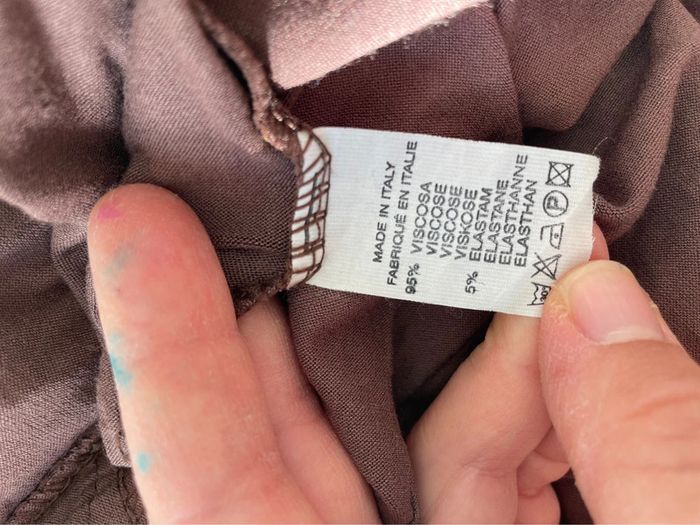 MADE IN ITALY
FABRIQUÉ EN ITALIE
95% VISCOSA
VISCOSE
VISCOSE
VISKOSE
5% ELASTAM
ELASTANE
ELASTHANNE
ELASTHAN
P